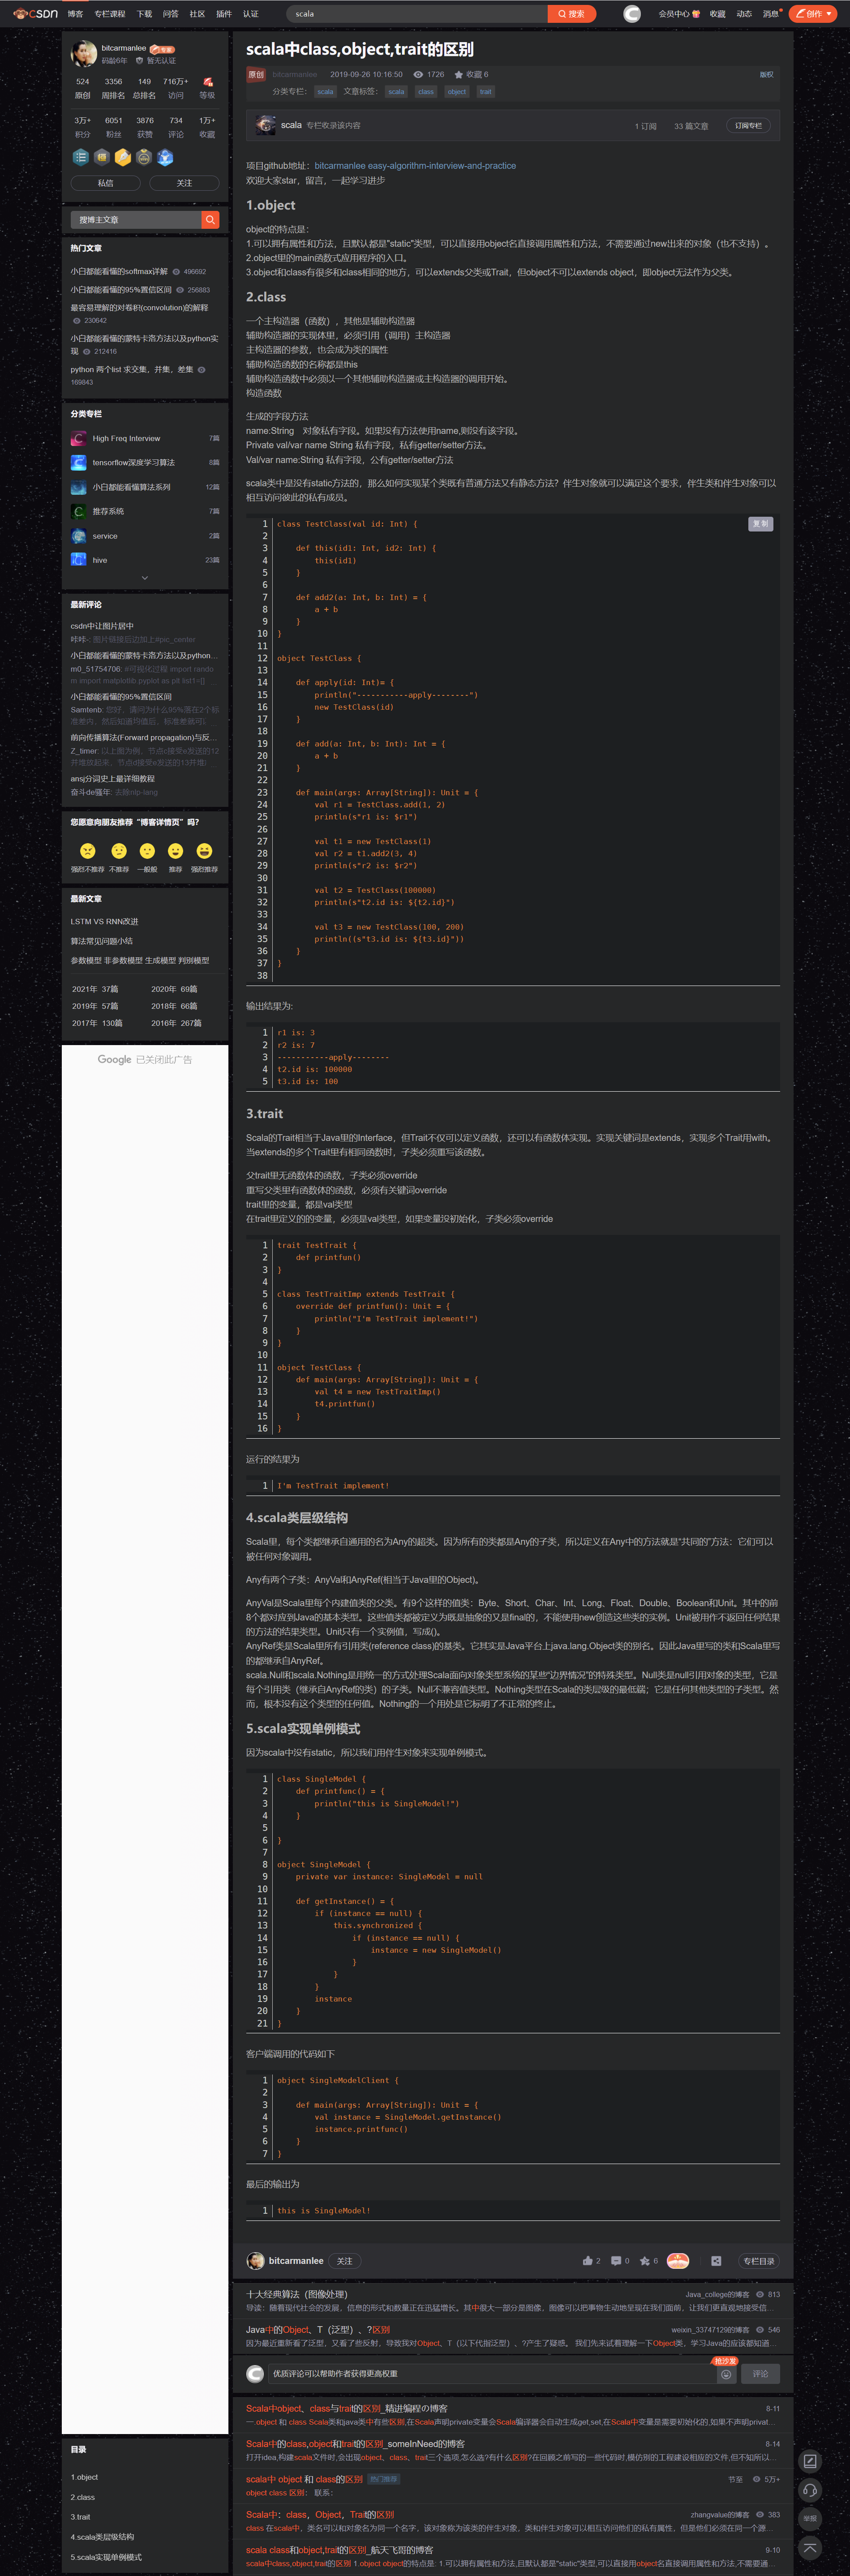 CSDN 博客 专栏课程 下载 问答 社区 插件 认证 scala 搜索 会员中心 收藏 动态 消息 创作
bitcarmanlee 专家
码龄6年 暂无认证
524 3356 149 716万+
原创 周排名 总排名 访问 等级
3万+ 6051 3876 734 1万+
积分 粉丝 获赞 评论 收藏
私信 关注
搜博主文章
热门文章
小白都能看懂的softmax详解 496692
小白都能看懂的95%置信区间 256883
最容易理解的对卷积(convolution)的解释
230642
小白都能看懂的蒙特卡洛方法以及python实
现 212416
python 两个list 求交集，并集，差集
169843
分类专栏
High Freq Interview 7篇
tensorflow深度学习算法 8篇
小白都能看懂算法系列 12篇
推荐系统 7篇
service 2篇
hive 23篇
最新评论
csdn中让图片居中
咔咔-: 图片链接后边加上#pic_center
小白都能看懂的蒙特卡洛方法以及python...
m0_51754706: #可视化过程 import rando
m import matplotlib.pyplot as plt list1=[]
小白都能看懂的95%置信区间
Samtenb: 您好，请问为什么95%落在2个标
准差内，然后知道均值后，标准差就可
前向传播算法(Forward propagation)与反...
Z_timer: 以上图为例，节点c接受e发送的12
并堆放起来，节点d接受e发送的13并堆
ansj分词史上最详细教程
奋斗de骚年: 去除nlp-lang
您愿意向朋友推荐“博客详情页”吗？
强烈不推荐 不推荐 一般般 推荐 强烈推荐
最新文章
LSTM VS RNN改进
算法常见问题小结
参数模型 非参数模型 生成模型 判别模型
2021年 37篇 2020年 69篇
2019年 57篇 2018年 66篇
2017年 130篇 2016年 267篇
Google 已关闭此广告
目录
1.object
2.class
3.trait
4.scala类层级结构
5.scala实现单例模式
scala中class,object,trait的区别
原创 bitcarmanlee 2019-09-26 10:16:50 1726 收藏 6 版权
分类专栏： scala 文章标签： scala class object trait
scala 专栏收录该内容 1 订阅 33 篇文章 订阅专栏
项目github地址：bitcarmanlee easy-algorithm-interview-and-practice
欢迎大家star，留言，一起学习进步
1.object
object的特点是：
1.可以拥有属性和方法，且默认都是"static"类型，可以直接用object名直接调用属性和方法，不需要通过new出来的对象（也不支持）。
2.object里的main函数式应用程序的入口。
3.object和class有很多和class相同的地方，可以extends父类或Trait，但object不可以extends object，即object无法作为父类。
2.class
一个主构造器（函数），其他是辅助构造器
辅助构造器的实现体里，必须引用（调用）主构造器
主构造器的参数，也会成为类的属性
辅助构造函数的名称都是this
辅助构造函数中必须以一个其他辅助构造器或主构造器的调用开始。
构造函数
生成的字段方法
name:String 对象私有字段。如果没有方法使用name,则没有该字段。
Private val/var name String 私有字段，私有getter/setter方法。
Val/var name:String 私有字段，公有getter/setter方法
scala类中是没有static方法的，那么如何实现某个类既有普通方法又有静态方法？伴生对象就可以满足这个要求，伴生类和伴生对象可以
相互访问彼此的私有成员。
复制
1 class TestClass(val id: Int) {
2
3 def this(id1: Int, id2: Int) {
4 this(id1)
5 }
6
7 def add2(a: Int, b: Int) = {
8 a + b
9 }
10 }
11
12 object TestClass {
13
14 def apply(id: Int)= {
15 println("-----------apply--------")
16 new TestClass(id)
17 }
18
19 def add(a: Int, b: Int): Int = {
20 a + b
21 }
22
23 def main(args: Array[String]): Unit = {
24 val r1 = TestClass.add(1, 2)
25 println(s"r1 is: $r1")
26
27 val t1 = new TestClass(1)
28 val r2 = t1.add2(3, 4)
29 println(s"r2 is: $r2")
30
31 val t2 = TestClass(100000)
32 println(s"t2.id is: ${t2.id}")
33
34 val t3 = new TestClass(100, 200)
35 println((s"t3.id is: ${t3.id}"))
36 }
37 }
38
输出结果为:
1 r1 is: 3
2 r2 is: 7
3 -----------apply--------
4 t2.id is: 100000
5 t3.id is: 100
3.trait
Scala的Trait相当于Java里的Interface，但Trait不仅可以定义函数，还可以有函数体实现。实现关键词是extends，实现多个Trait用with。
当extends的多个Trait里有相同函数时，子类必须重写该函数。
父trait里无函数体的函数，子类必须override
重写父类里有函数体的函数，必须有关键词override
trait里的变量，都是val类型
在trait里定义的的变量，必须是val类型，如果变量没初始化，子类必须override
1 trait TestTrait {
2 def printfun()
3 }
4
5 class TestTraitImp extends TestTrait {
6 override def printfun(): Unit = {
7 println("I'm TestTrait implement!")
8 }
9 }
10
11 object TestClass {
12 def main(args: Array[String]): Unit = {
13 val t4 = new TestTraitImp()
14 t4.printfun()
15 }
16 }
运行的结果为
1 I'm TestTrait implement!
4.scala类层级结构
Scala里，每个类都继承自通用的名为Any的超类。因为所有的类都是Any的子类，所以定义在Any中的方法就是“共同的”方法：它们可以
被任何对象调用。
Any有两个子类：AnyVal和AnyRef(相当于Java里的Object)。
AnyVal是Scala里每个内建值类的父类。有9个这样的值类：Byte、Short、Char、Int、Long、Float、Double、Boolean和Unit。其中的前
8个都对应到Java的基本类型。这些值类都被定义为既是抽象的又是final的，不能使用new创造这些类的实例。Unit被用作不返回任何结果
的方法的结果类型。Unit只有一个实例值，写成()。
AnyRef类是Scala里所有引用类(reference class)的基类。它其实是Java平台上java.lang.Object类的别名。因此Java里写的类和Scala里写
的都继承自AnyRef。
scala.Null和scala.Nothing是用统一的方式处理Scala面向对象类型系统的某些“边界情况”的特殊类型。Null类是null引用对象的类型，它是
每个引用类（继承自AnyRef的类）的子类。Null不兼容值类型。Nothing类型在Scala的类层级的最低端；它是任何其他类型的子类型。然
而，根本没有这个类型的任何值。Nothing的一个用处是它标明了不正常的终止。
5.scala实现单例模式
因为scala中没有static，所以我们用伴生对象来实现单例模式。
1 class SingleModel {
2 def printfunc() = {
3 println("this is SingleModel!")
4 }
5
6 }
7
8 object SingleModel {
9 private var instance: SingleModel = null
10
11 def getInstance() = {
12 if (instance == null) {
13 this.synchronized {
14 if (instance == null) {
15 instance = new SingleModel()
16 }
17 }
18 }
19 instance
20 }
21 }
客户端调用的代码如下
1 object SingleModelClient {
2
3 def main(args: Array[String]): Unit = {
4 val instance = SingleModel.getInstance()
5 instance.printfunc()
6 }
7 }
最后的输出为
1 this is SingleModel!
bitcarmanlee 关注 2 0 6 专栏目录
十大经典算法（图像处理） Java_college的博客 813
导读：随着现代社会的发展，信息的形式和数量正在迅猛增长。其中很大一部分是图像，图像可以把事物生动地呈现在我们面前，让我们更直观地接受信...
Java中的Object、T（泛型）、?区别 weixin_33747129的博客 546
因为最近重新看了泛型，又看了些反射，导致我对Object、T（以下代指泛型）、?产生了疑惑。 我们先来试着理解一下Object类，学习Java的应该都知道...
优质评论可以帮助作者获得更高权重 抢沙发 评论
Scala中object、class与trait的区别_精进编程の博客 8-11
一.object 和 class Scala类和java类中有些区别,在Scala声明private变量会Scala编译器会自动生成get,set,在Scala中变量是需要初始化的,如果不声明privat...
Scala中的class,object和trait的区别_someInNeed的博客 8-14
打开idea,构建scala文件时,会出现object、class、trait三个选项,怎么选?有什么区别?在回顾之前写的一些代码时,模仿别的工程建设相应的文件,但不知所以...
scala中 object 和 class的区别 热门推荐 节至 5万+
object class 区别： 联系：
Scala中：class，Object，Trait的区别 zhangvalue的博客 383
class 在scala中，类名可以和对象名为同一个名字，该对象称为该类的伴生对象，类和伴生对象可以相互访问他们的私有属性，但是他们必须在同一个源...
scala class和object,trait的区别_航天飞哥的博客 9-10
scala中class,object,trait的区别 1.object object的特点是: 1.可以拥有属性和方法,且默认都是"static"类型,可以直接用object名直接调用属性和方法,不需要通...
举报